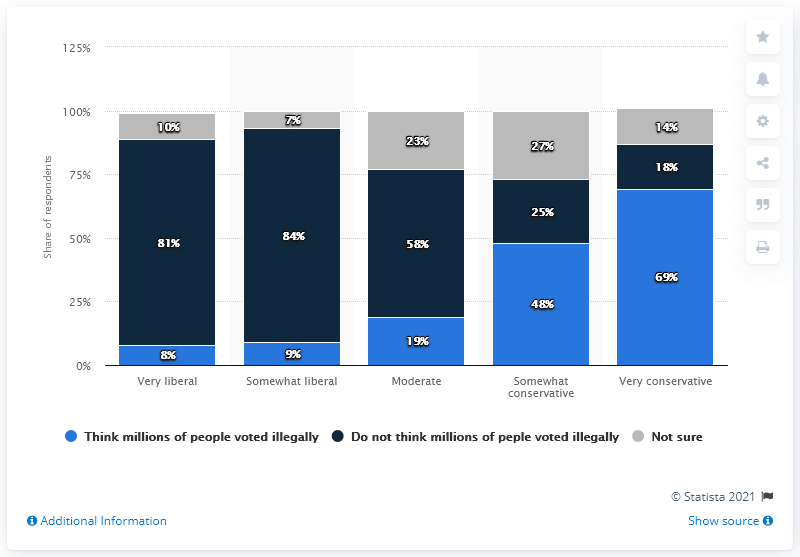 125%
100%
75%
50%
25%
0%
Share of respondents
10%
7%
23%
27%
14%
81%
84%
58%
25%
18%
8%
9%
19%
48%
69%
Very liberal
Somewhat liberal
Moderate
Somewhat
conservative
Very conservative
Think millions of people voted illegally
Do not think millions of peple voted illegally
Not sure
© Statista 2021
Additional Information
Show source